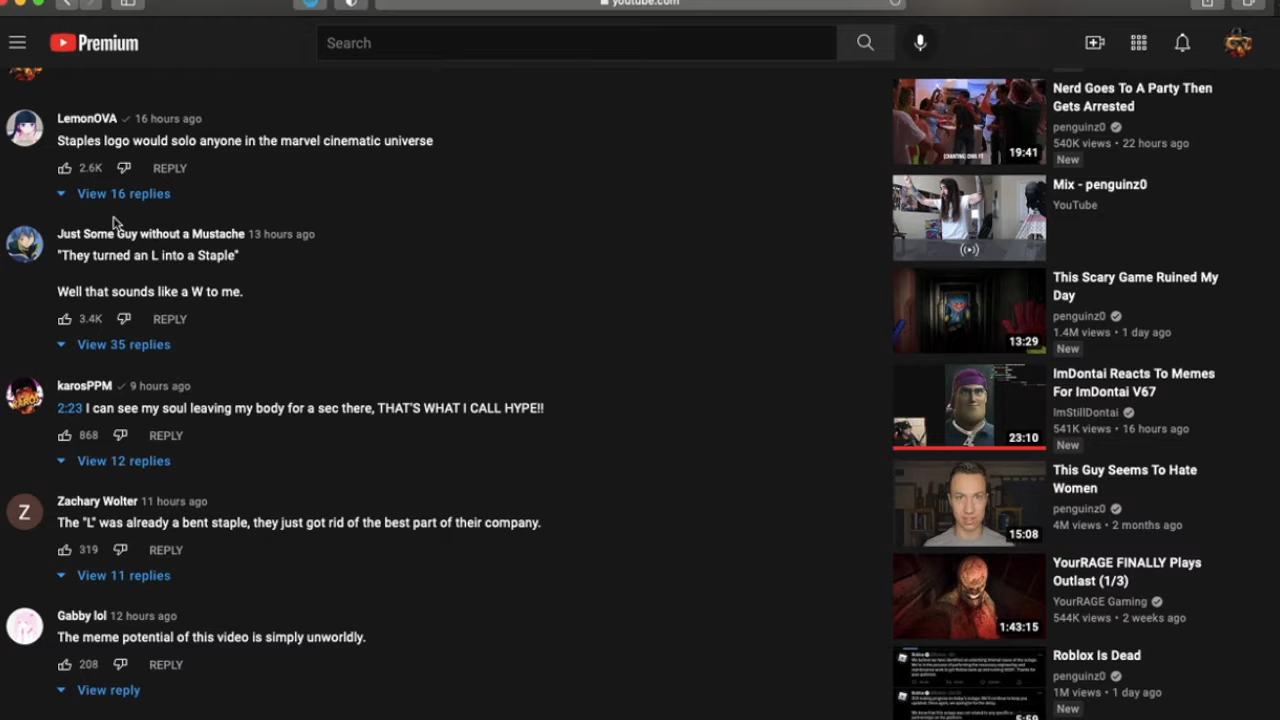 youtube.com
Premium
Search
LemonOVA 16 hours ago
Staples logo would solo anyone in the marvel cinematic universe
2.6K REPLY
View 16 replies
Just Some Guy without a Mustache 13 hours ago
"They turned an L into a Staple"
Well that sounds like a W to me.
3.4K REPLY
View 35 replies
karosPPM 9 hours ago
2:23 I can see my soul leaving my body for a sec there, THAT'S WHAT I CALL HYPE!!
868 REPLY
View 12 replies
Z
Zachary Wolter 11 hours ago
The "L" was already a bent staple, they just got rid of the best part of their company.
319 REPLY
View 11 replies
Gabby lol 12 hours ago
The meme potential of this video is simply unworldly.
208 REPLY
View reply
19:41
Nerd Goes To A Party Then
Gets Arrested
penguinz0
540K views • 22 hours ago
New
Mix - penguinz0
YouTube
13:29
This Scary Game Ruined My
Day
penguinz0
1.4M views • 1 day ago
New
23:10
ImDontai Reacts To Memes
For ImDontai V67
ImStillDontai
541K views • 16 hours ago
New
15:08
This Guy Seems To Hate
Women
penguinz0
4M views • 2 months ago
1:43:15
YourRAGE FINALLY Plays
Outlast (1/3)
YourRAGE Gaming
544K views • 2 weeks ago
5:59
Roblox Is Dead
penguinz0
1M views • 1 day ago
New